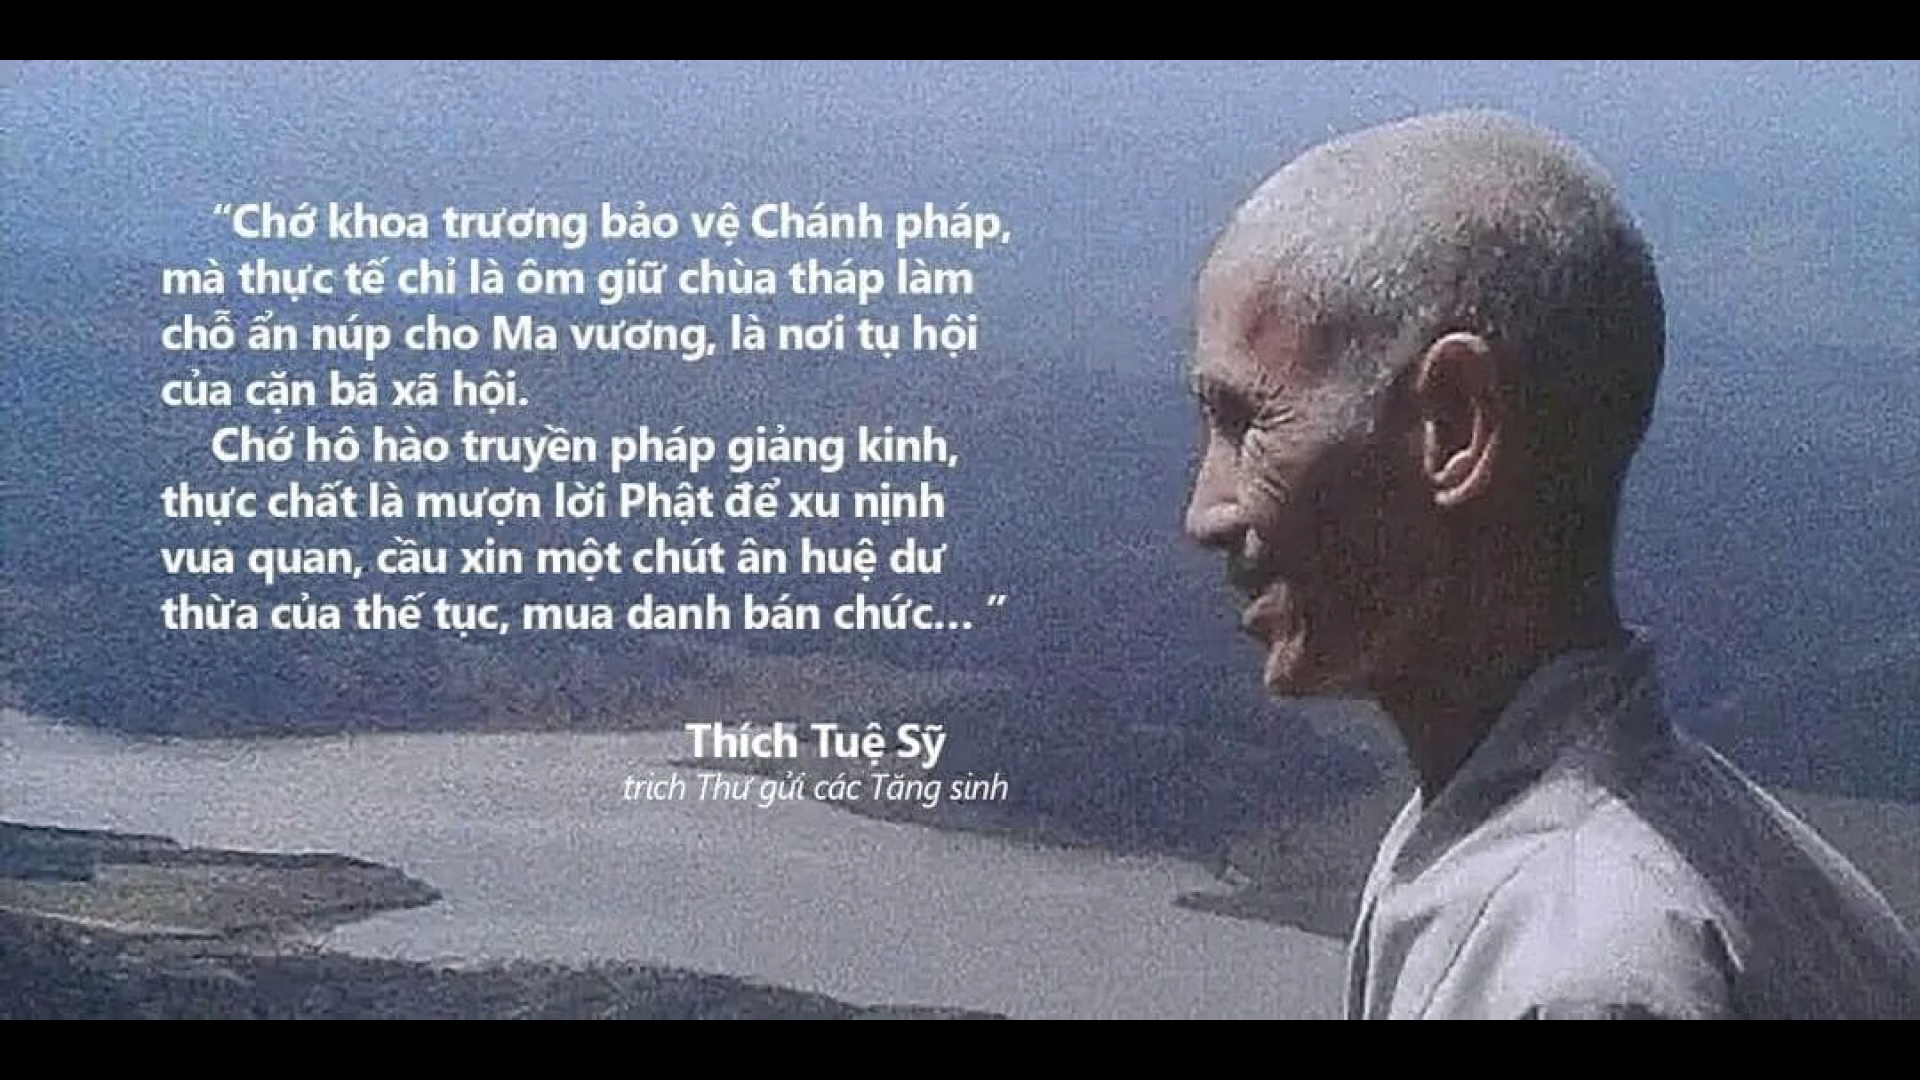 “Chớ khoa trương bảo vệ Chánh pháp,
mà thực tế chỉ là ôm giữ chùa tháp làm
chỗ ẩn núp cho Ma vương, là nơi tụ hội
của cặn bã xã hội.
Chớ hô hào truyền pháp giảng kinh,
thực chất là mượn lời Phật để xu nịnh
vua quan, cầu xin một chút ân huệ dư
thừa của thế tục, mua danh bán chức... ”
Thích Tuệ Sỹ
trich Thư gửi các Tăng sinh